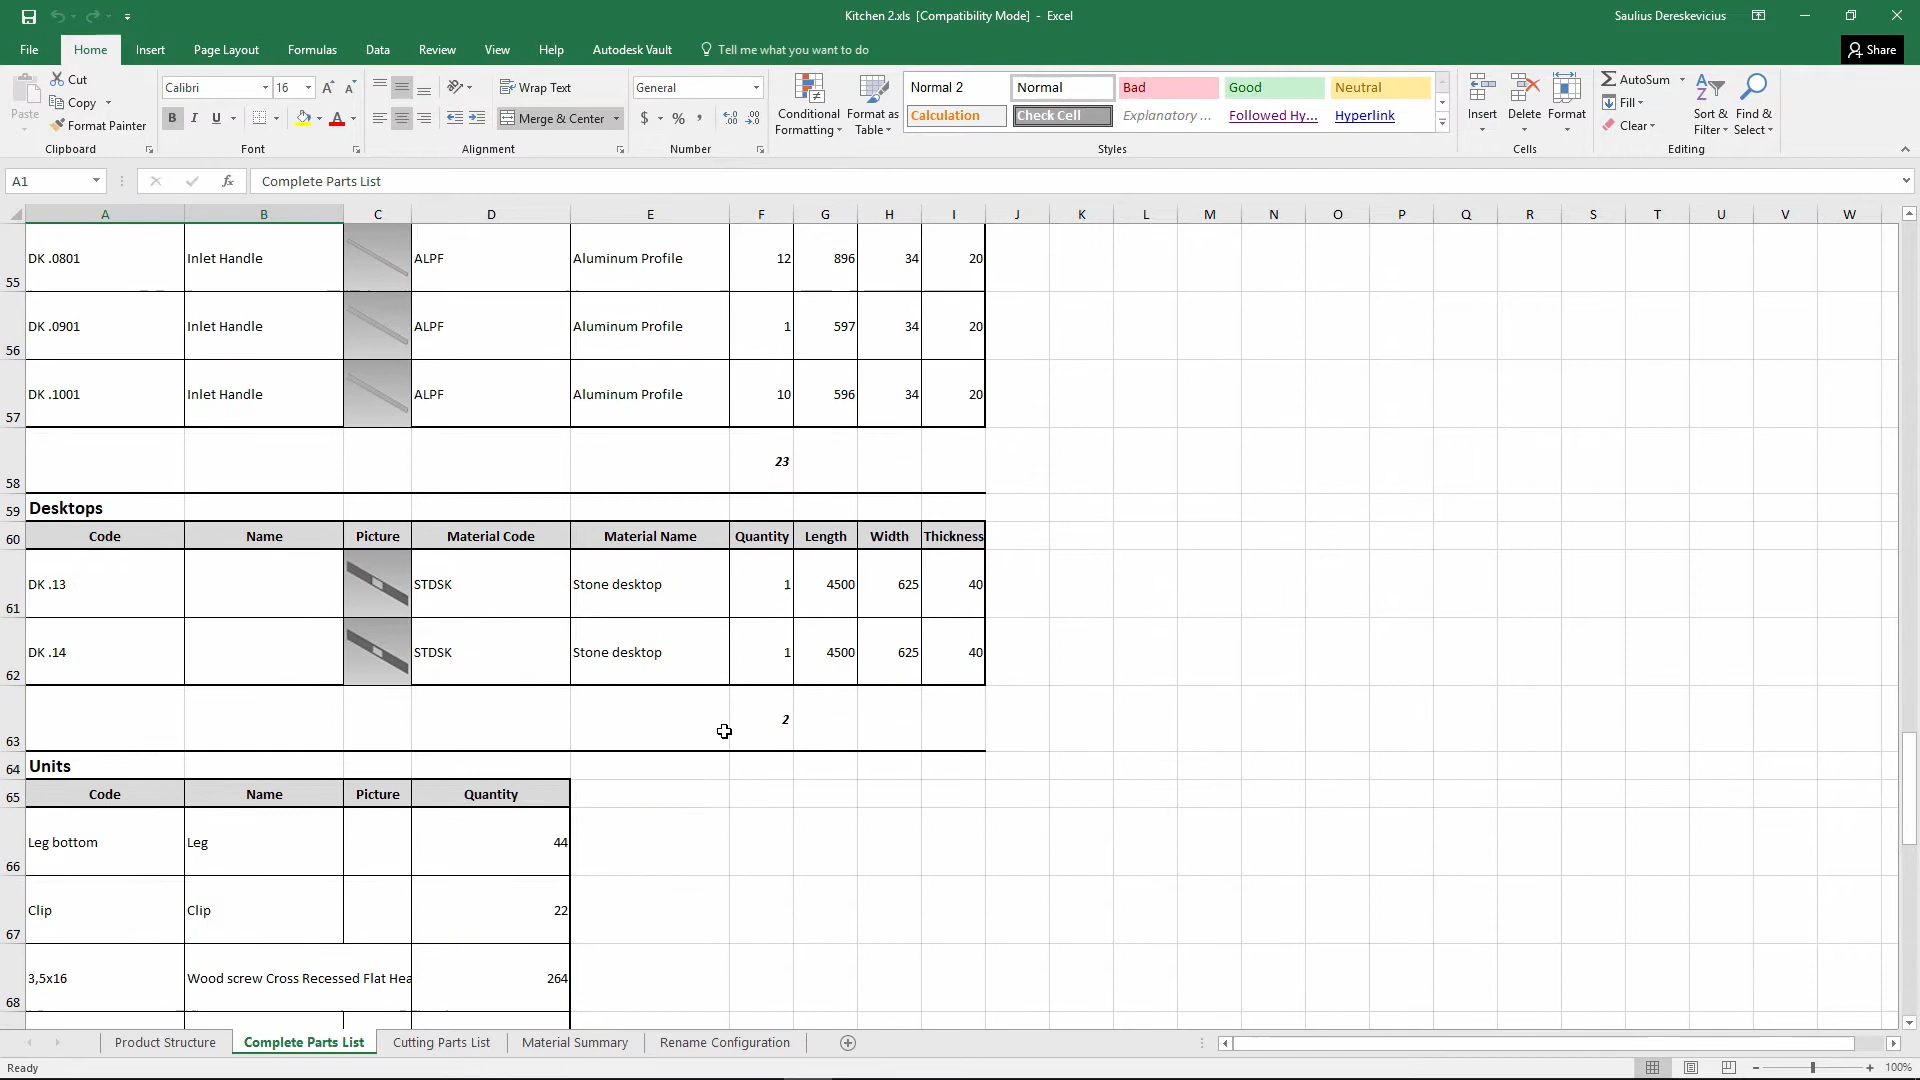 Kitchen 2.xls [Compatibility Mode] - Excel
Saulius Dereskevicius
File Home Insert Page Layout Formulas Data Review View Help Autodesk Vault Tell me what you want to do Share
Paste
Cut
Copy
Format Painter
Clipboard
Calibri 16
B I U
Font
Wrap Text
Merge & Center
Alignment
General
$ % ,
Number
Conditional Formatting
Format as Table
Normal 2 Normal Bad Good Neutral
Calculation Check Cell Explanatory ... Followed Hy... Hyperlink
Styles
Insert Delete Format
Cells
AutoSum
Fill
Clear
Sort & Filter
Find & Select
Editing
A1 fx Complete Parts List
A B C D E F G H I J K L M N O P Q R S T U V W
55 DK .0801 Inlet Handle ALPF Aluminum Profile 12 896 34 20
56 DK .0901 Inlet Handle ALPF Aluminum Profile 1 597 34 20
57 DK .1001 Inlet Handle ALPF Aluminum Profile 10 596 34 20
58 23
59 Desktops
60 Code Name Picture Material Code Material Name Quantity Length Width Thickness
61 DK .13 STDSK Stone desktop 1 4500 625 40
62 DK .14 STDSK Stone desktop 1 4500 625 40
63 2
64 Units
65 Code Name Picture Quantity
66 Leg bottom Leg 44
67 Clip Clip 22
68 3,5x16 Wood screw Cross Recessed Flat Hea 264
Product Structure Complete Parts List Cutting Parts List Material Summary Rename Configuration
Ready
100%